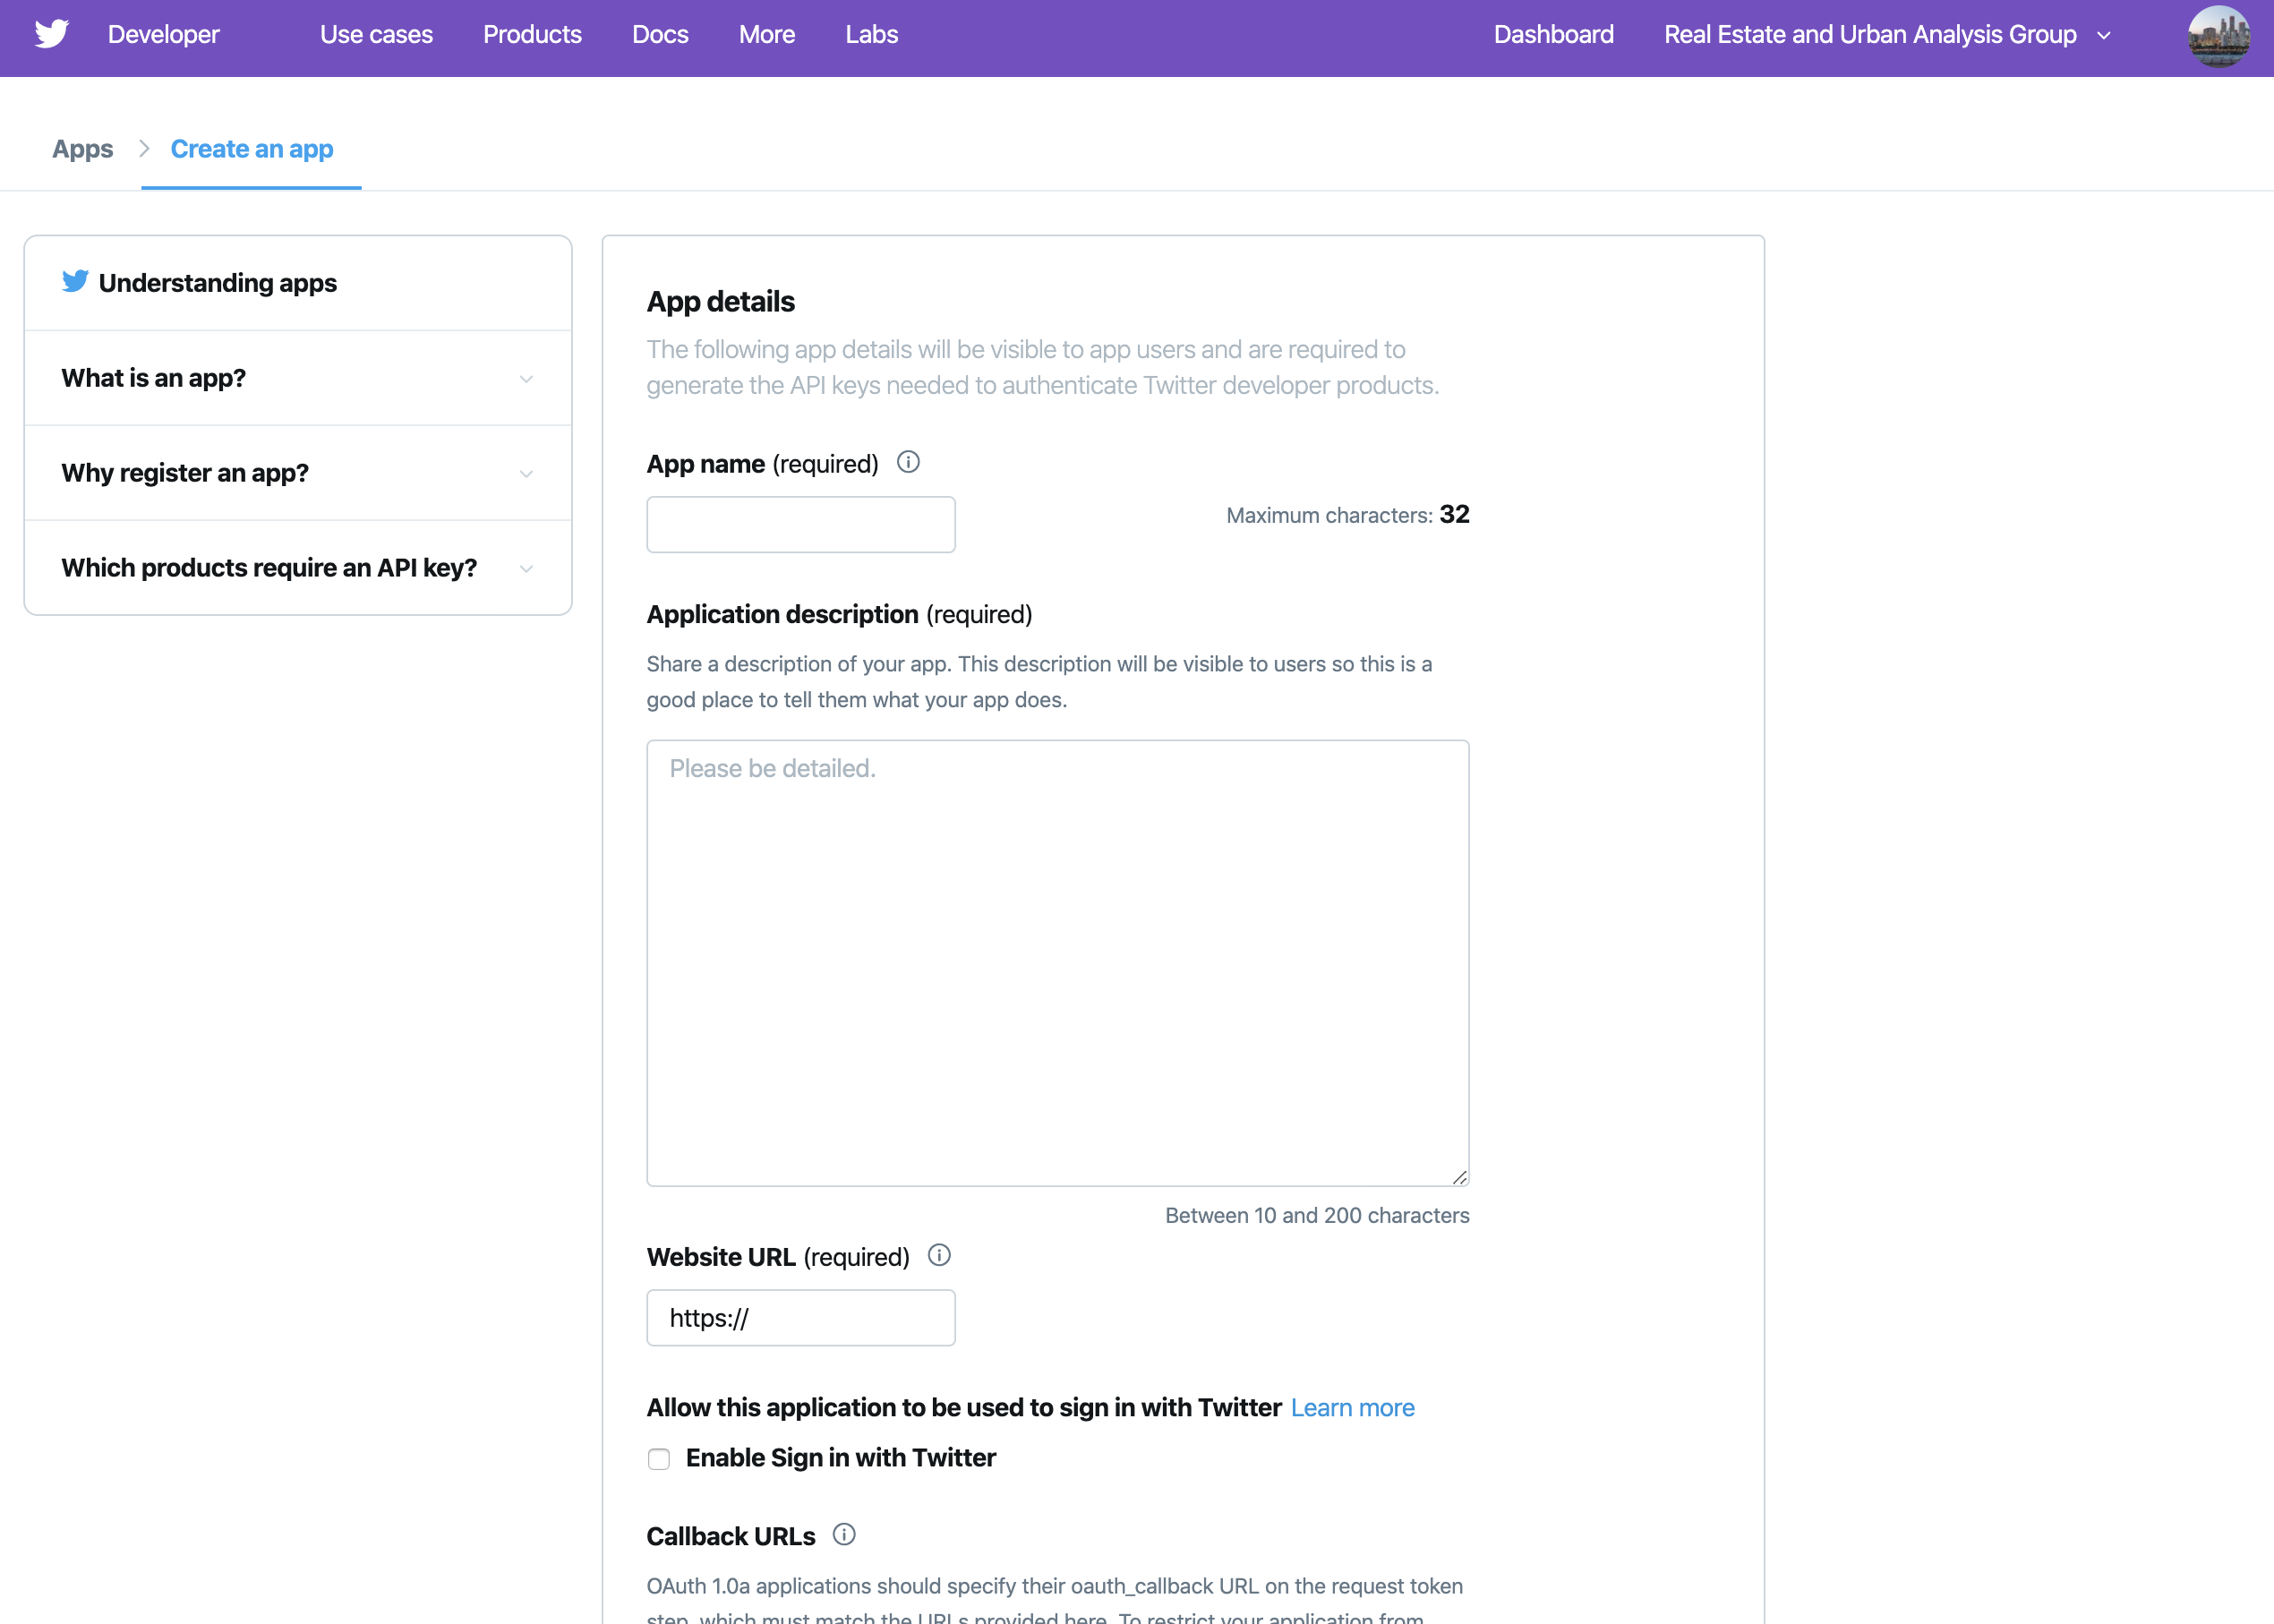 Developer
Use cases
Products
Docs
More
Labs
Dashboard
Real Estate and Urban Analysis Group
Apps
Create an app
Understanding apps
What is an app?
Why register an app?
Which products require an API key?
App details
The following app details will be visible to app users and are required to
generate the API keys needed to authenticate Twitter developer products.
App name (required)
Maximum characters: 32
Application description (required)
Share a description of your app. This description will be visible to users so this is a
good place to tell them what your app does.
Please be detailed.
Between 10 and 200 characters
Website URL (required)
https://
Allow this application to be used to sign in with Twitter Learn more
Enable Sign in with Twitter
Callback URLs
OAuth 1.0a applications should specify their oauth_callback URL on the request token
step, which must match the URLs provided here. To restrict your application from